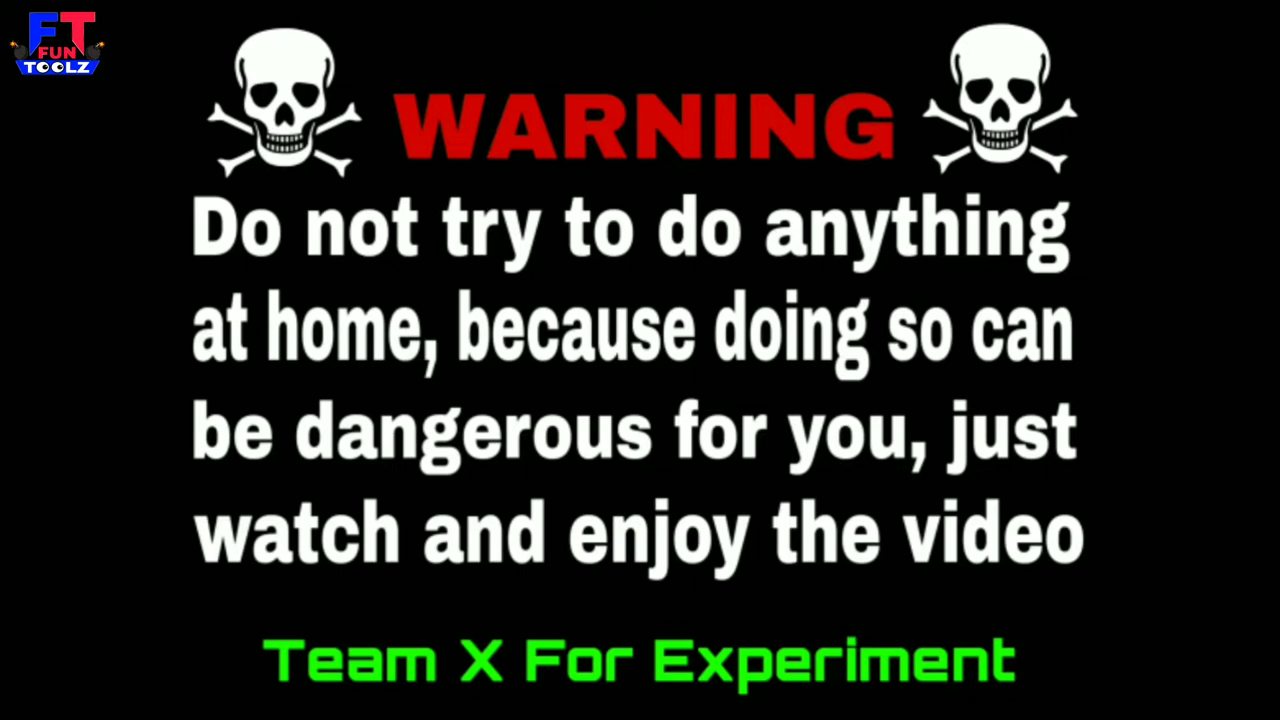 FT
FUN
TOOLZ
WARNING
Do not try to do anything
at home, because doing so can
be dangerous for you, just
watch and enjoy the video
Team X For Experiment